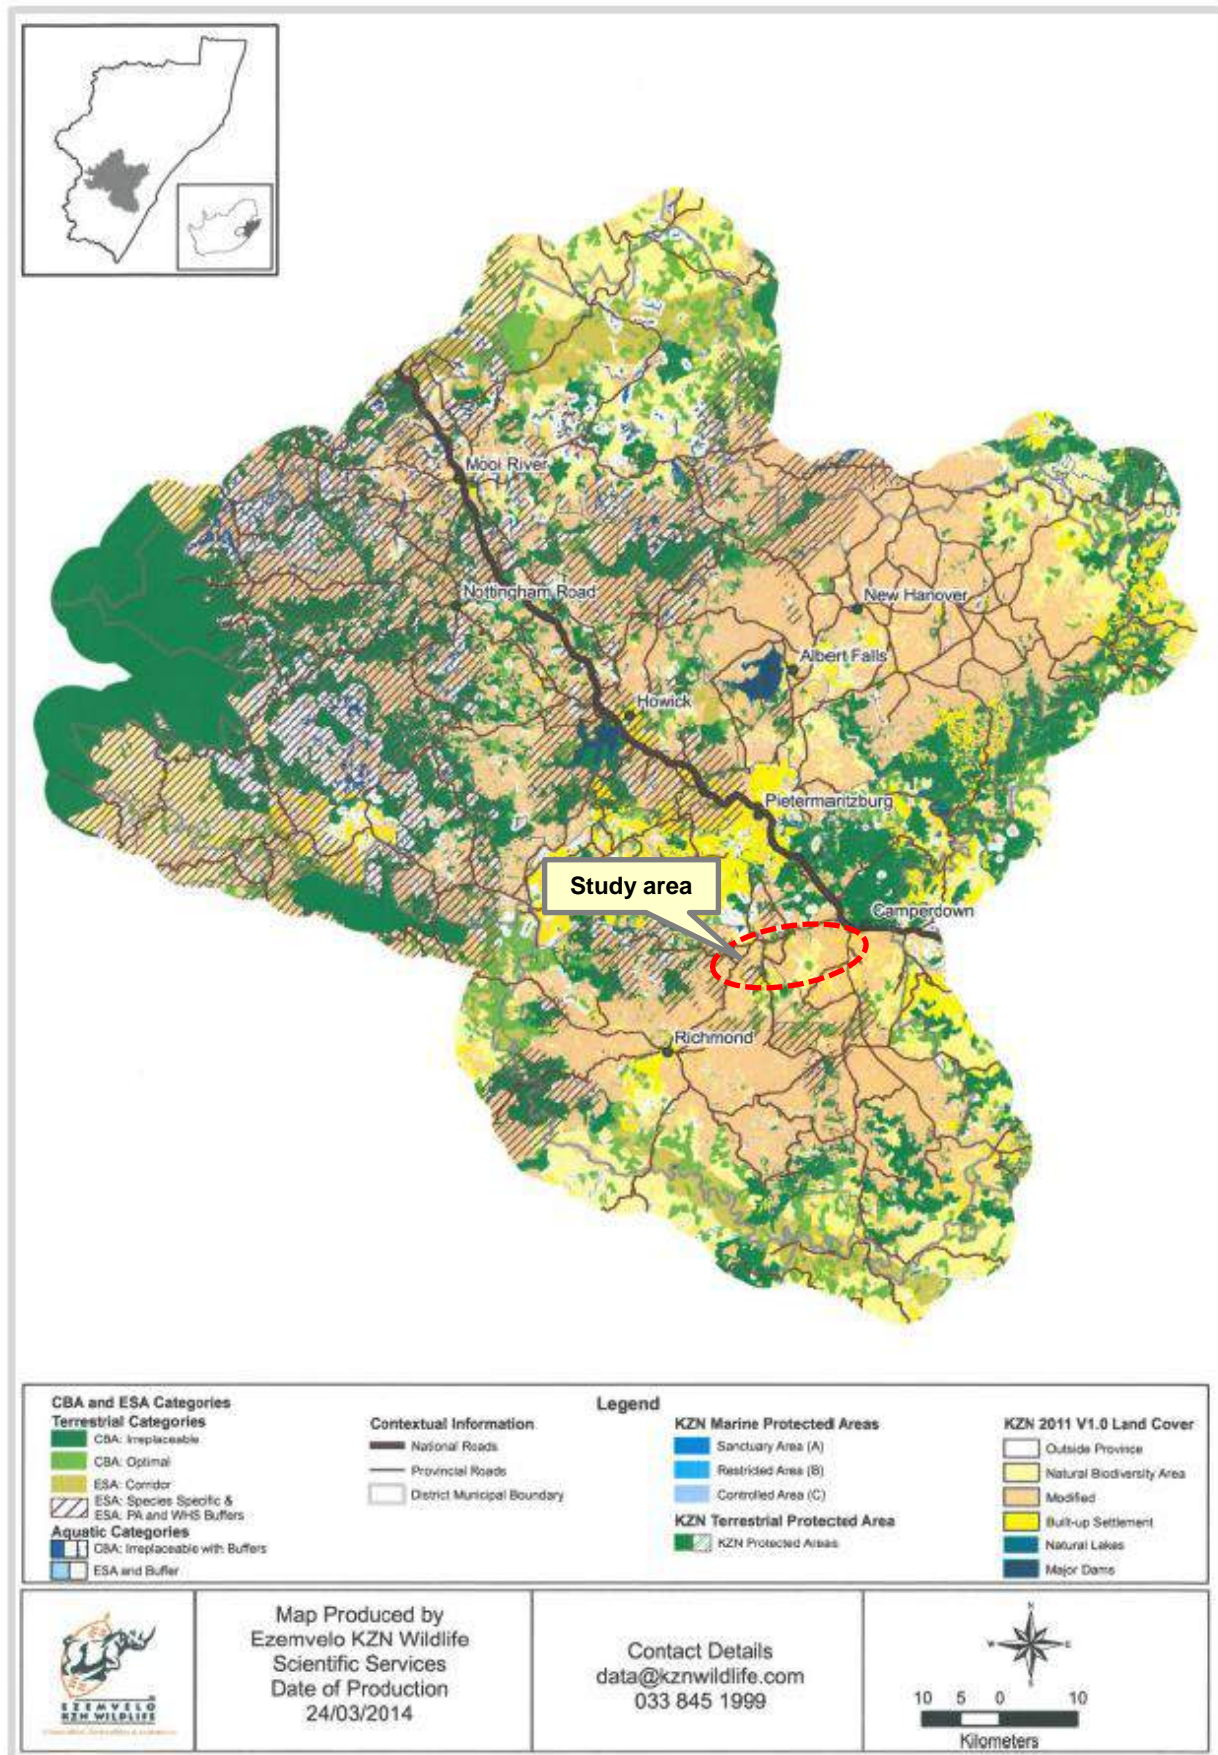 Mooi River
Nottingham Road
New Hanover
Albert Falls
Howick
Pietermaritzburg
Study area
Camperdown
Richmond
Legend
CBA and ESA Categories
Terrestrial Categories
CBA: Irreplaceable
CBA: Optimal
ESA: Corridor
ESA: Species Specific &
ESA: PA and WHS Buffers
Aquatic Categories
CBA: Irreplaceable with Buffers
ESA and Buffer
Contextual Information
National Roads
Provincial Roads
District Municipal Boundary
KZN Marine Protected Areas
Sanctuary Area (A)
Restricted Area (B)
Controlled Area (C)
KZN Terrestrial Protected Area
KZN Protected Areas
KZN 2011 V1.0 Land Cover
Outside Province
Natural Biodiversity Area
Modified
Built-up Settlement
Natural Lakes
Major Dams
EZEMVELO
KZN WILDLIFE
Map Produced by
Ezemvelo KZN Wildlife
Scientific Services
Date of Production
24/03/2014
Contact Details
data@kznwildlife.com
033 845 1999
N
W E
S
10 5 0 10
Kilometers